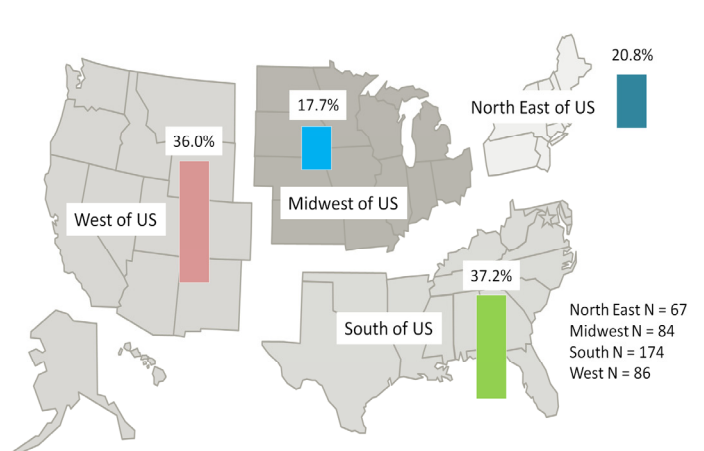 20.8%
17.7%
North East of US
36.0%
Midwest of US
West of US
37.2%
South of US
North East N = 67
Midwest N = 84
South N = 174
West N = 86